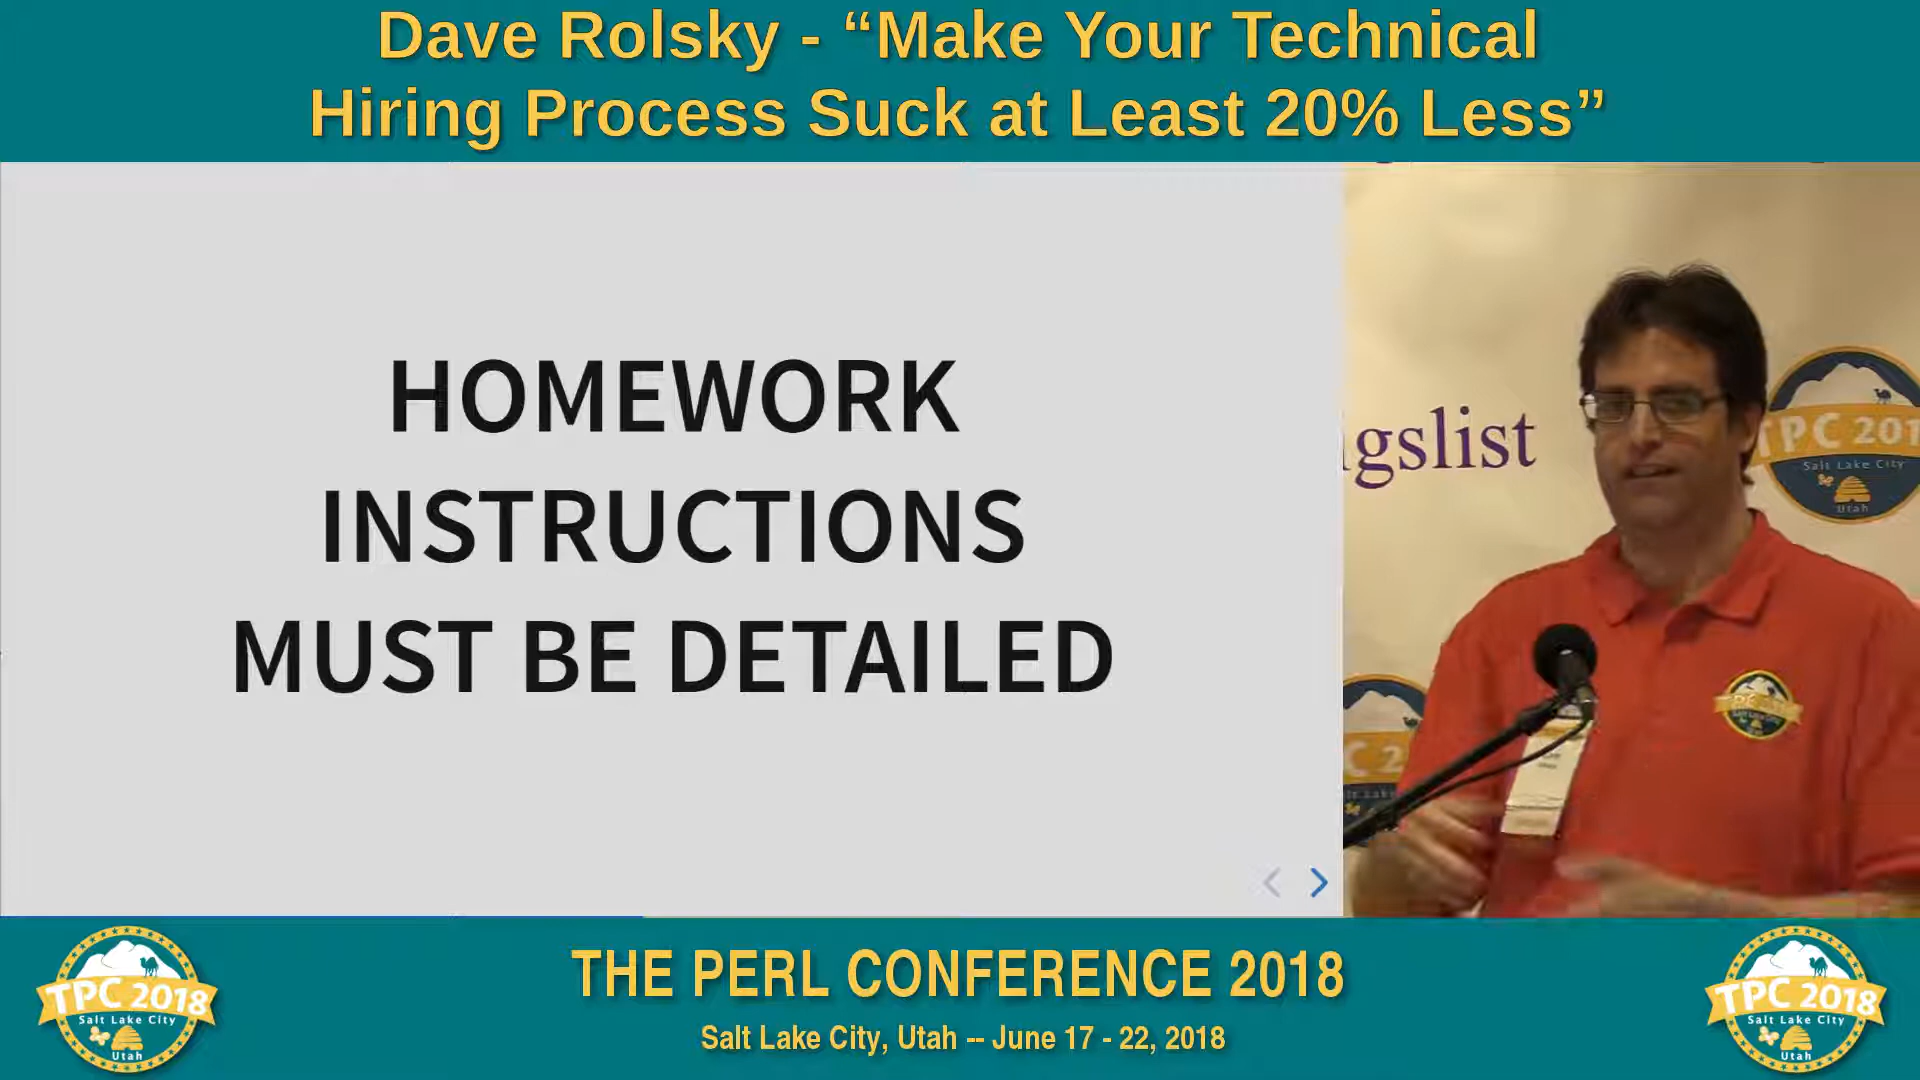 Dave Rolsky - “Make Your Technical
Hiring Process Suck at Least 20% Less”
HOMEWORK
INSTRUCTIONS
MUST BE DETAILED
gslist
TPC 201
Salt Lake City
Utah
C 2
TPC 2018
Salt Lake City
Utah
THE PERL CONFERENCE 2018
Salt Lake City, Utah -- June 17 - 22, 2018
TPC 2018
Salt Lake City
Utah